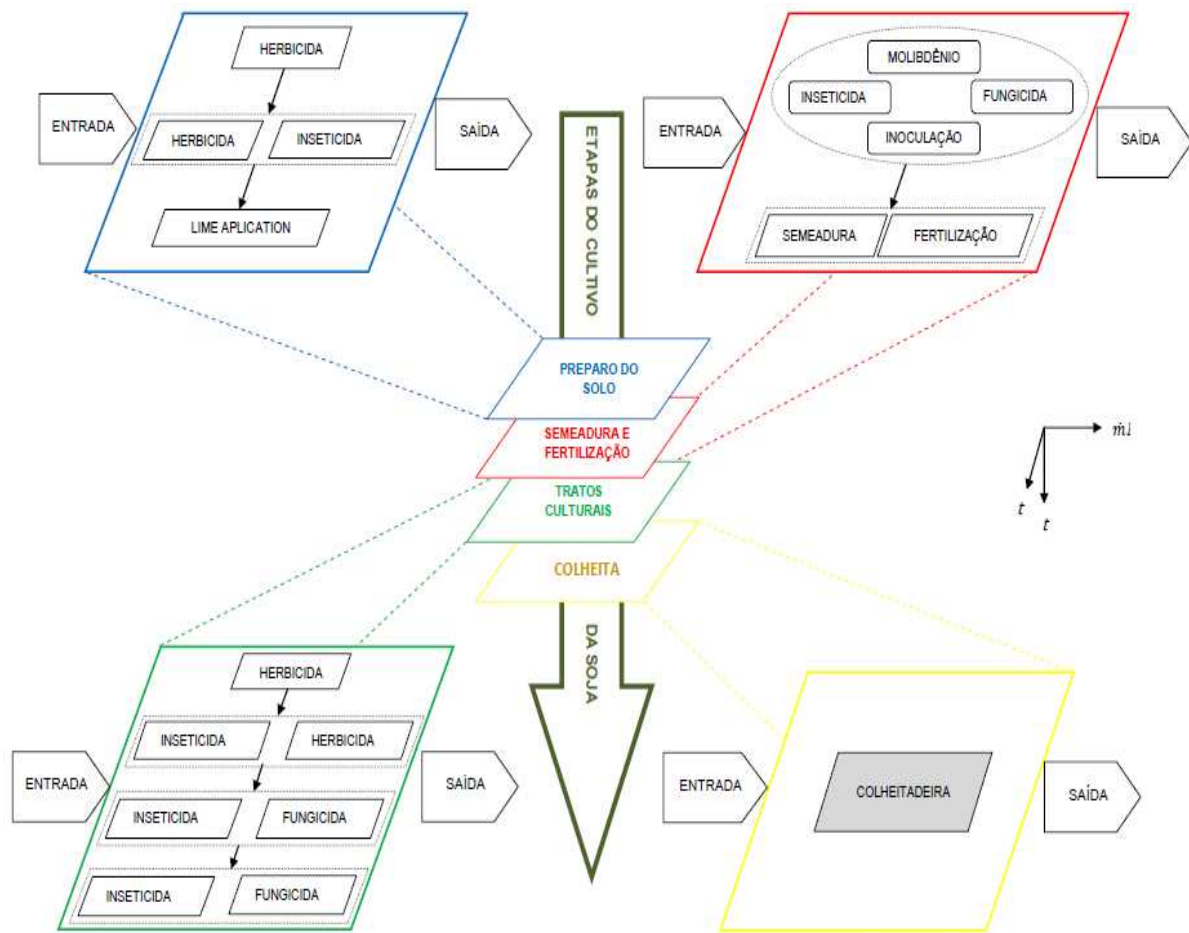 HERBICIDA
ENTRADA
HERBICIDA
INSETICIDA
SAÍDA
LIME APLICATION
MOLIBDÊNIO
INSETICIDA
FUNGICIDA
INOCULAÇÃO
ENTRADA
SAÍDA
SEMEADURA
FERTILIZAÇÃO
ETAPAS DO CULTIVO
PREPARO DO
SOLO
SEMEADURA E
FERTILIZAÇÃO
TRATOS
CULTURAIS
COLHEITA
DA SOJA
ṁl
t
t
HERBICIDA
INSETICIDA
HERBICIDA
ENTRADA
SAÍDA
INSETICIDA
FUNGICIDA
INSETICIDA
FUNGICIDA
ENTRADA
COLHEITADEIRA
SAÍDA